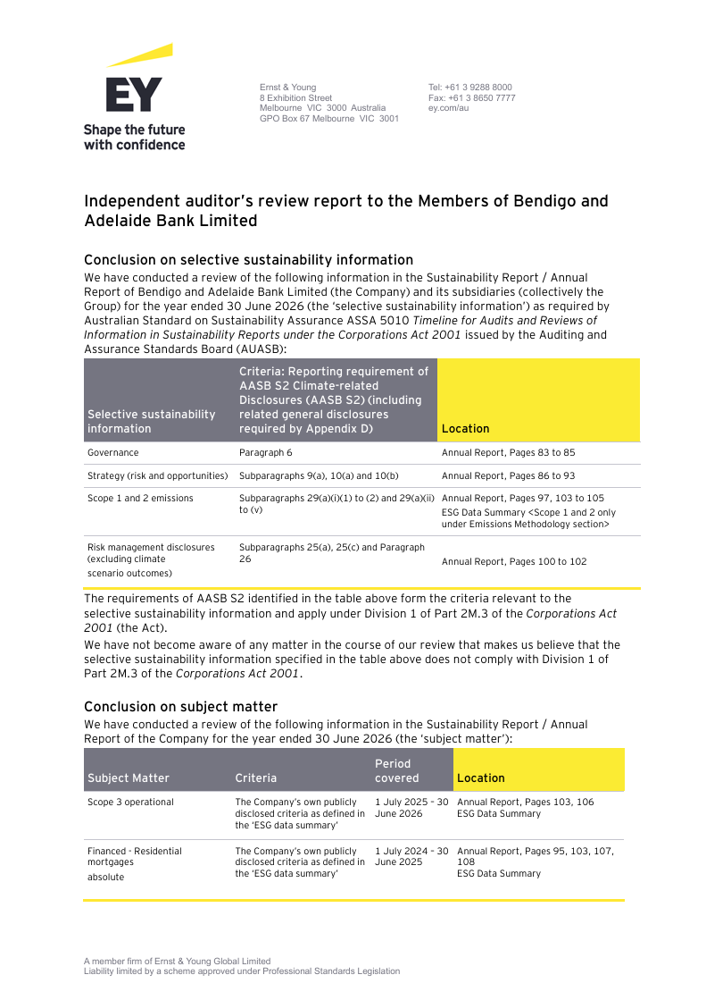 EY
Shape the future
with confidence
Ernst & Young
8 Exhibition Street
Melbourne VIC 3000 Australia
GPO Box 67 Melbourne VIC 3001
Tel: +61 3 9288 8000
Fax: +61 3 8650 7777
ey.com/au
Independent auditor's review report to the Members of Bendigo and
Adelaide Bank Limited
Conclusion on selective sustainability information
We have conducted a review of the following information in the Sustainability Report / Annual
Report of Bendigo and Adelaide Bank Limited (the Company) and its subsidiaries (collectively the
Group) for the year ended 30 June 2026 (the 'selective sustainability information') as required by
Australian Standard on Sustainability Assurance ASSA 5010 Timeline for Audits and Reviews of
Information in Sustainability Reports under the Corporations Act 2001 issued by the Auditing and
Assurance Standards Board (AUASB):
Selective sustainability
information
Criteria: Reporting requirement of
AASB S2 Climate-related
Disclosures (AASB S2) (including
related general disclosures
required by Appendix D)
Location
Governance
Paragraph 6
Annual Report, Pages 83 to 85
Strategy (risk and opportunities)
Subparagraphs 9(a), 10(a) and 10(b)
Annual Report, Pages 86 to 93
Scope 1 and 2 emissions
Subparagraphs 29(a)(i)(1) to (2) and 29(a)(ii)
to (v)
Annual Report, Pages 97, 103 to 105
ESG Data Summary <Scope 1 and 2 only
under Emissions Methodology section>
Risk management disclosures
(excluding climate
scenario outcomes)
Subparagraphs 25(a), 25(c) and Paragraph
26
Annual Report, Pages 100 to 102
The requirements of AASB S2 identified in the table above form the criteria relevant to the
selective sustainability information and apply under Division 1 of Part 2M.3 of the Corporations Act
2001 (the Act).
We have not become aware of any matter in the course of our review that makes us believe that the
selective sustainability information specified in the table above does not comply with Division 1 of
Part 2M.3 of the Corporations Act 2001.
Conclusion on subject matter
We have conducted a review of the following information in the Sustainability Report / Annual
Report of the Company for the year ended 30 June 2026 (the 'subject matter'):
Subject Matter
Criteria
Period
covered
Location
Scope 3 operational
The Company's own publicly
disclosed criteria as defined in
the 'ESG data summary'
1 July 2025 – 30
June 2026
Annual Report, Pages 103, 106
ESG Data Summary
Financed - Residential
mortgages
absolute
The Company's own publicly
disclosed criteria as defined in
the 'ESG data summary'
1 July 2024 – 30
June 2025
Annual Report, Pages 95, 103, 107,
108
ESG Data Summary
A member firm of Ernst & Young Global Limited
Liability limited by a scheme approved under Professional Standards Legislation